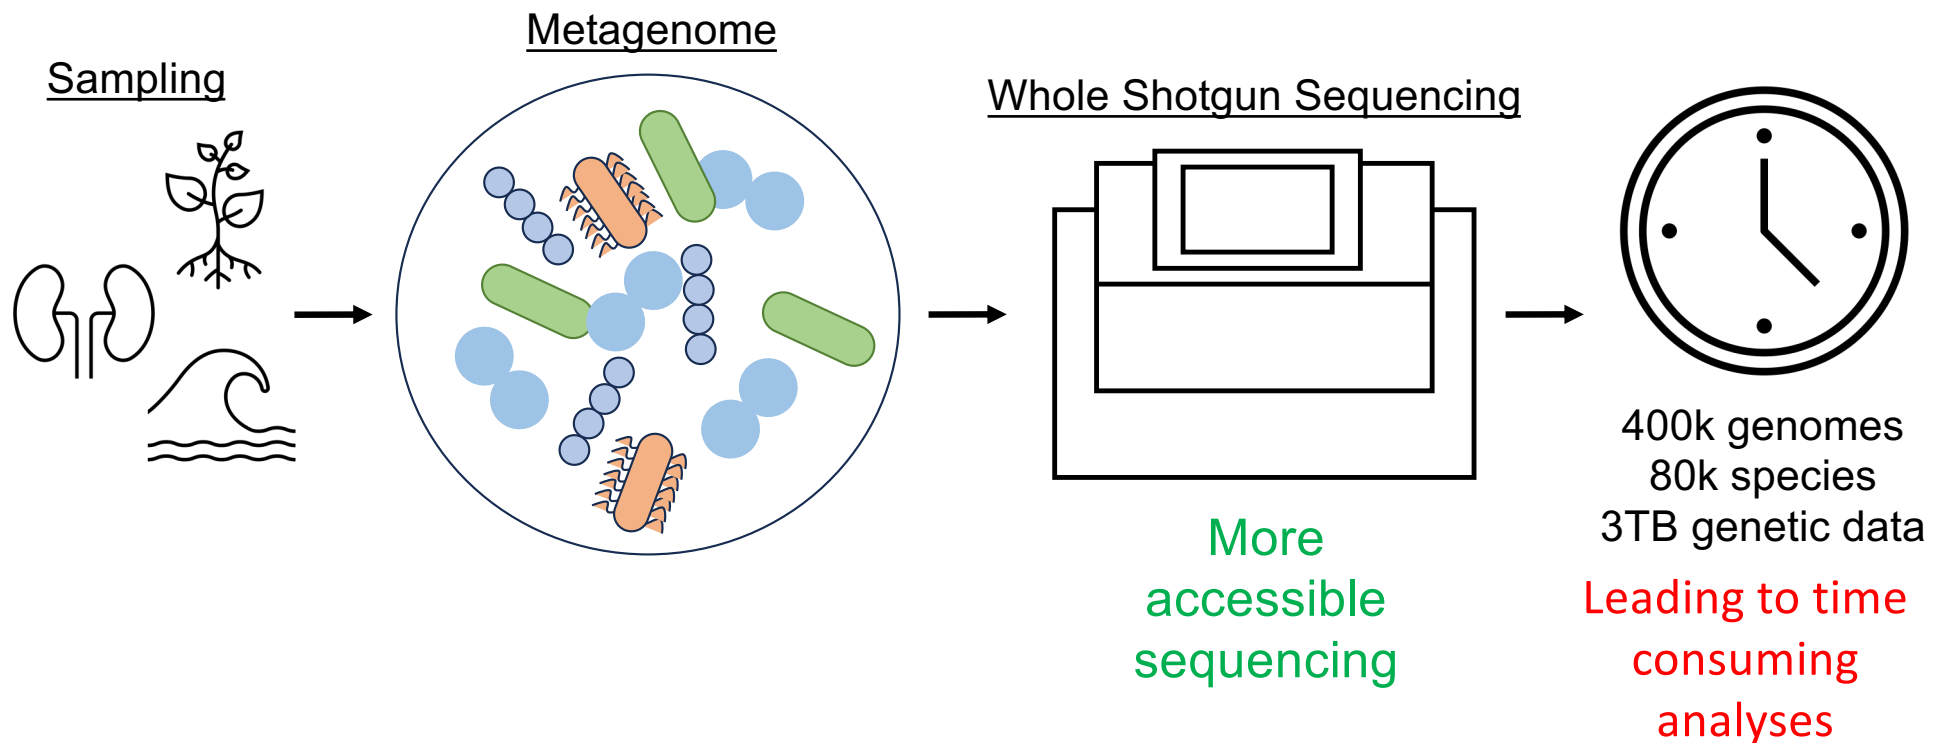 Sampling
Metagenome
Whole Shotgun Sequencing
400k genomes
80k species
3TB genetic data
More
accessible
sequencing
Leading to time
consuming
analyses